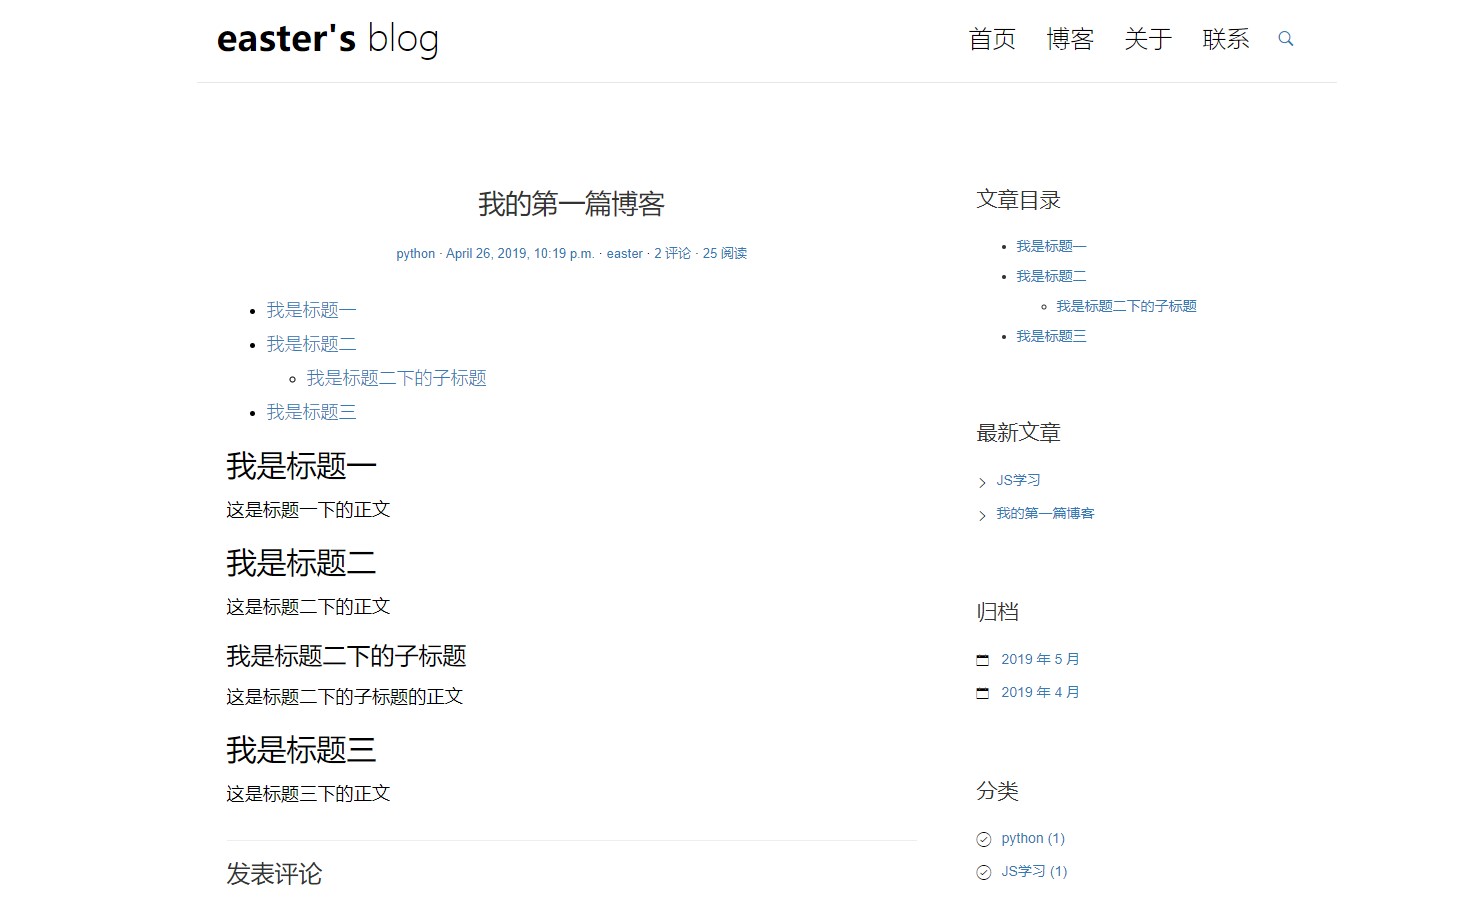 easter's blog
首页 博客 关于 联系
我的第一篇博客
python · April 26, 2019, 10:19 p.m. · easter · 2 评论 · 25 阅读
我是标题一
我是标题二
我是标题二下的子标题
我是标题三
我是标题一
这是标题一下的正文
我是标题二
这是标题二下的正文
我是标题二下的子标题
这是标题二下的子标题的正文
我是标题三
这是标题三下的正文
发表评论
文章目录
我是标题一
我是标题二
我是标题二下的子标题
我是标题三
最新文章
JS学习
我的第一篇博客
归档
2019 年 5 月
2019 年 4 月
分类
python (1)
JS学习 (1)